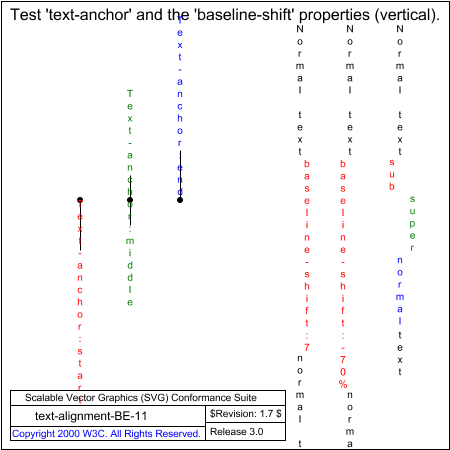 Test 'text-anchor' and the 'baseline-shift' properties (vertical).
Text-anchor:start
Text-anchor:middle
Text-anchor:end
Normal text baseline-shift:7 normal t
Normal text baseline-shift:-70% norma
Normal text sub super normal text
Scalable Vector Graphics (SVG) Conformance Suite
text-alignment-BE-11
$Revision: 1.7 $
Copyright 2000 W3C. All Rights Reserved.
Release 3.0